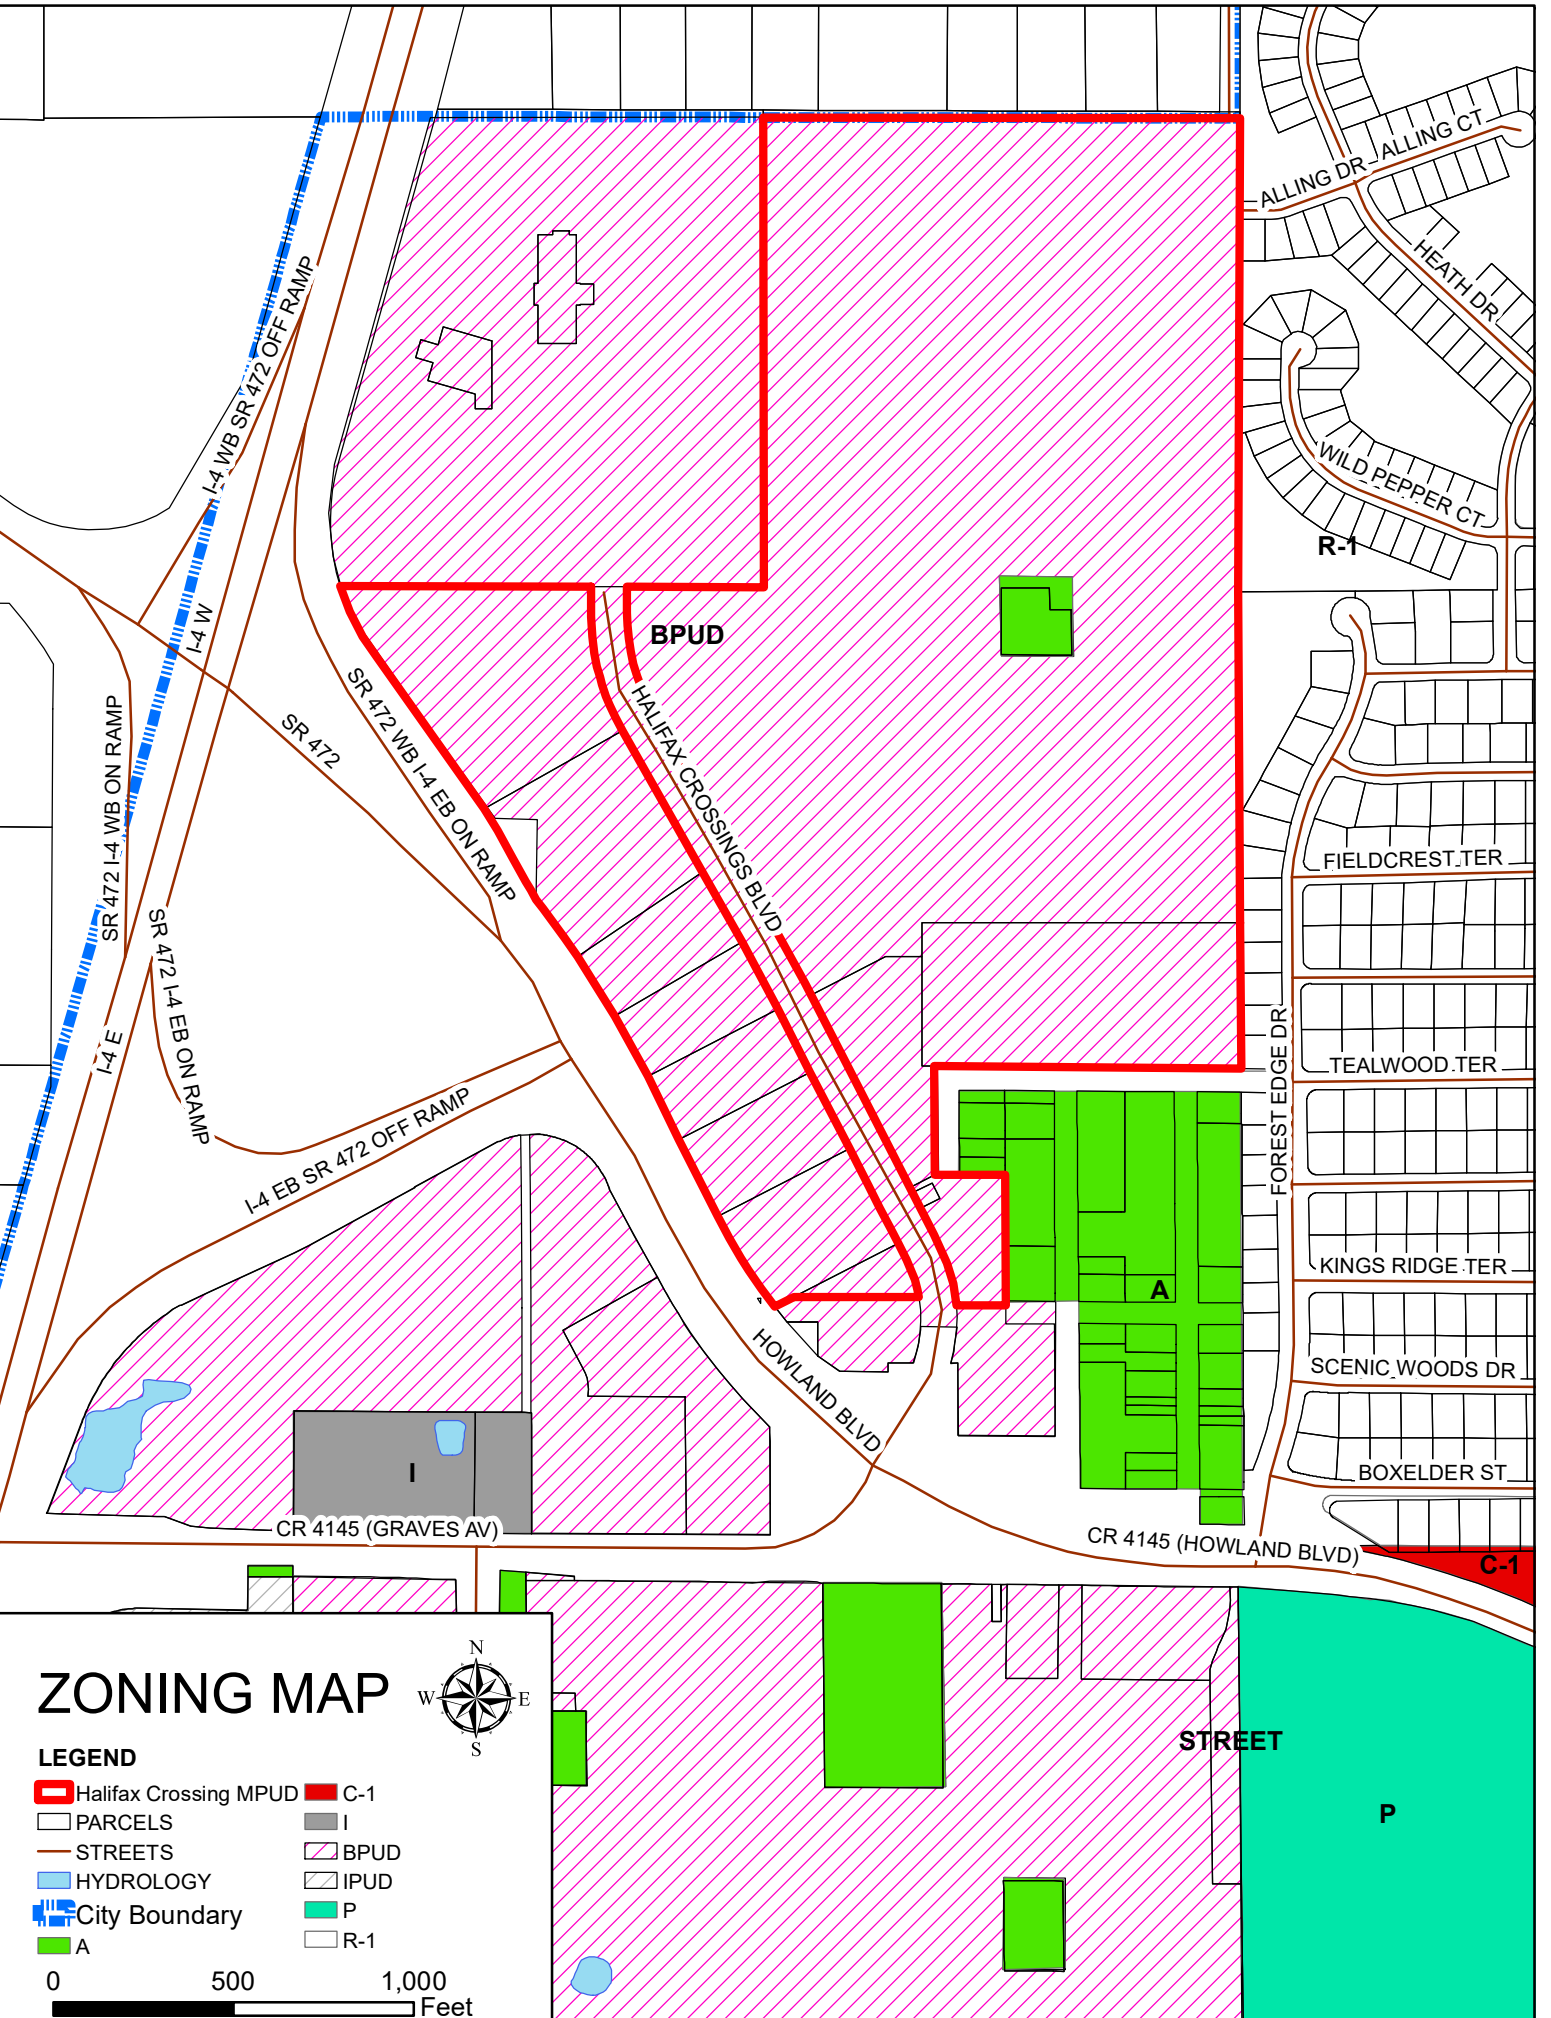 ALLING CT
ALLING DR
HEATH DR
I-4 WB SR 472 OFF RAMP
WILD PEPPER CT
R-1
I-4 W
BPUD
SR 472
SR 472 WB I-4 EB ON RAMP
HALIFAX CROSSINGS BLVD
SR 472 I-4 WB ON RAMP
FIELDCREST TER
SR 472 I-4 EB ON RAMP
I-4 E
FOREST EDGE DR
TEALWOOD TER
I-4 EB SR 472 OFF RAMP
KINGS RIDGE TER
A
SCENIC WOODS DR
HOWLAND BLVD
I
BOXELDER ST
CR 4145 (GRAVES AV)
CR 4145 (HOWLAND BLVD)
C-1
STREET
P
ZONING MAP
N
W E
S
LEGEND
Halifax Crossing MPUD
PARCELS
STREETS
HYDROLOGY
City Boundary
A
C-1
I
BPUD
IPUD
P
R-1
0 500 1,000
Feet